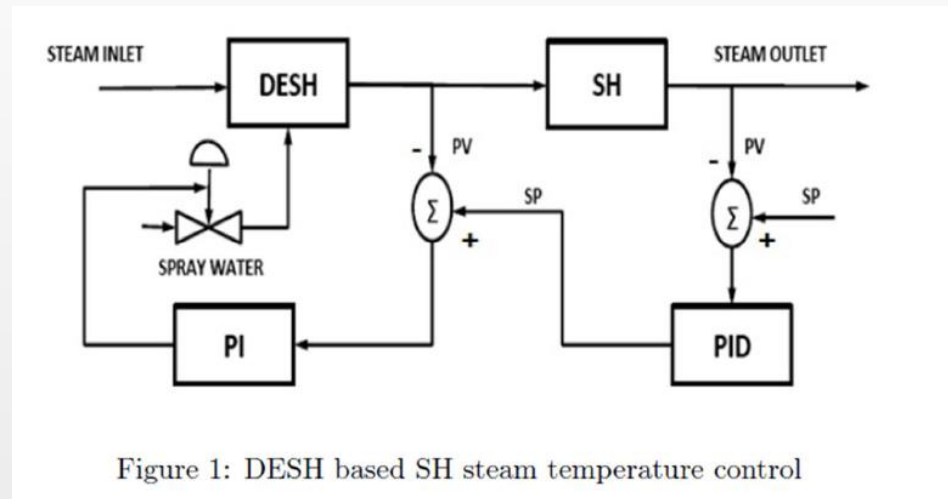 STEAM INLET
STEAM OUTLET
DESH
SH
- PV
- PV
SP
SP
Σ
Σ
+
+
SPRAY WATER
PI
PID
Figure 1: DESH based SH steam temperature control